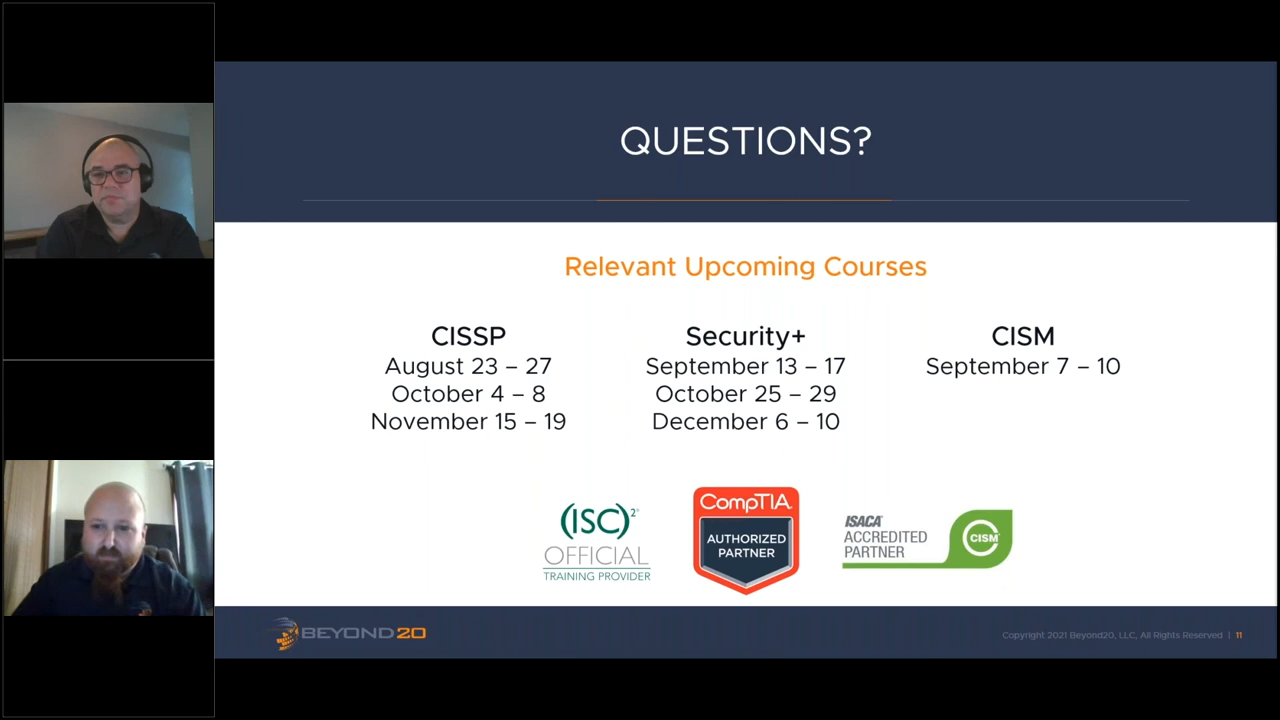 QUESTIONS?
Relevant Upcoming Courses
CISSP
August 23 – 27
October 4 – 8
November 15 – 19
Security+
September 13 – 17
October 25 – 29
December 6 – 10
CISM
September 7 – 10
(ISC)²®
OFFICIAL
TRAINING PROVIDER
CompTIA.
AUTHORIZED
PARTNER
ISACA®
ACCREDITED
PARTNER
CISM
BEYOND20
Copyright 2021 Beyond20, LLC, All Rights Reserved | 11